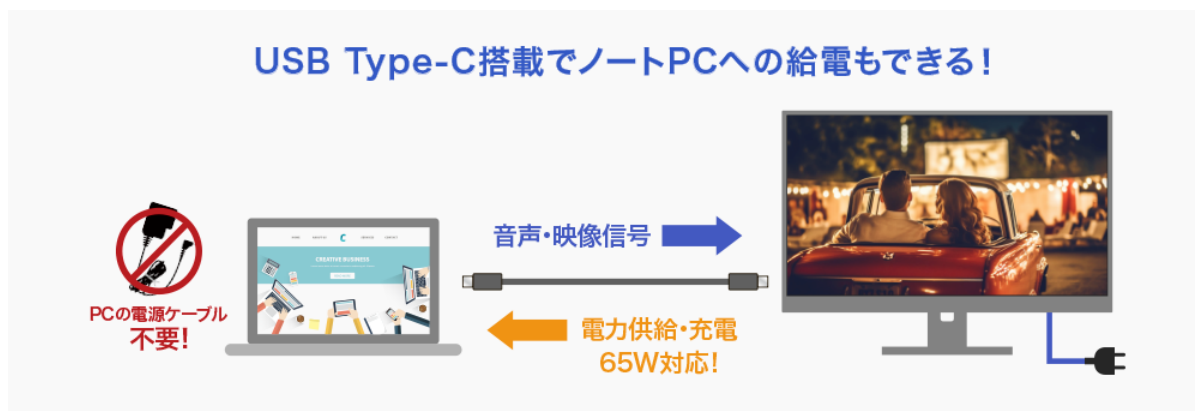 USB Type-C搭載でノートPCへの給電もできる!
音声・映像信号
PCの電源ケーブル
不要!
CREATIVE BUSINESS
電力供給・充電
65W対応!